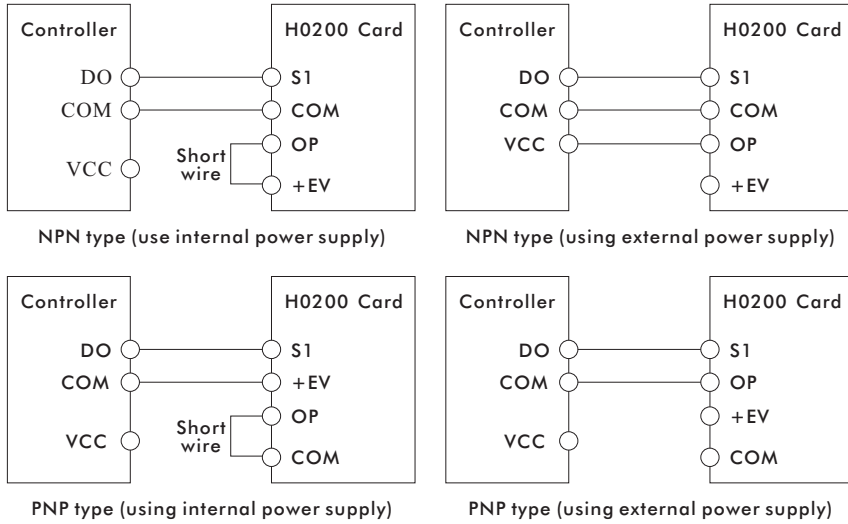 Controller
H0200 Card
DO
S1
COM
COM
OP
VCC
Short
wire
+EV
NPN type (use internal power supply)
Controller
H0200 Card
DO
S1
COM
COM
VCC
OP
+EV
NPN type (using external power supply)
Controller
H0200 Card
DO
S1
COM
+EV
OP
VCC
Short
wire
COM
PNP type (using internal power supply)
Controller
H0200 Card
DO
S1
COM
OP
+EV
VCC
COM
PNP type (using external power supply)